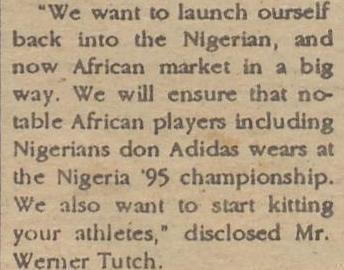 "We want to launch ourself
back into the Nigerian, and
now African market in a big
way. We will ensure that no-
table African players including
Nigerians don Adidas wears at
the Nigeria '95 championship.
We also want to start kitting
your athletes," disclosed Mr.
Werner Tutch.